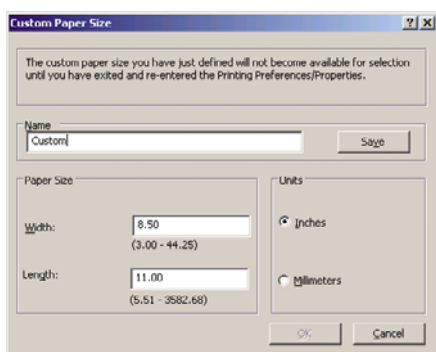 Custom Paper Size
The custom paper size you have just defined will not become available for selection
until you have exited and re-entered the Printing Preferences/Properties.
Name
Custom
Save
Paper Size
Width:
8.50
(3.00 - 44.25)
Length:
11.00
(5.51 - 3582.68)
Units
Inches
Millimeters
OK
Cancel